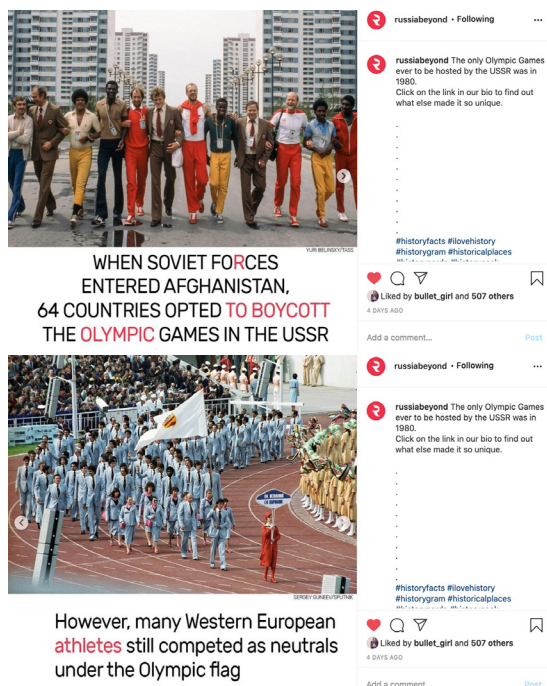 russiabeyond • Following
russiabeyond The only Olympic Games
ever to be hosted by the USSR was in
1980.
Click on the link in our bio to find out
what else made it so unique.
.
.
.
.
.
.
.
.
.
.
#historyfacts #ilovehistory
#historygram #historicalplaces
YURI BELINSKY/TASS
WHEN SOVIET FORCES
ENTERED AFGHANISTAN,
64 COUNTRIES OPTED TO BOYCOTT
THE OLYMPIC GAMES IN THE USSR
Liked by bullet_girl and 507 others
4 DAYS AGO
Add a comment...
Post
russiabeyond • Following
russiabeyond The only Olympic Games
ever to be hosted by the USSR was in
1980.
Click on the link in our bio to find out
what else made it so unique.
.
.
.
.
.
.
.
.
.
.
#historyfacts #ilovehistory
#historygram #historicalplaces
SERGEY GUNEEV/SPUTNIK
However, many Western European
athletes still competed as neutrals
under the Olympic flag
Liked by bullet_girl and 507 others
4 DAYS AGO
Add a comment
Post